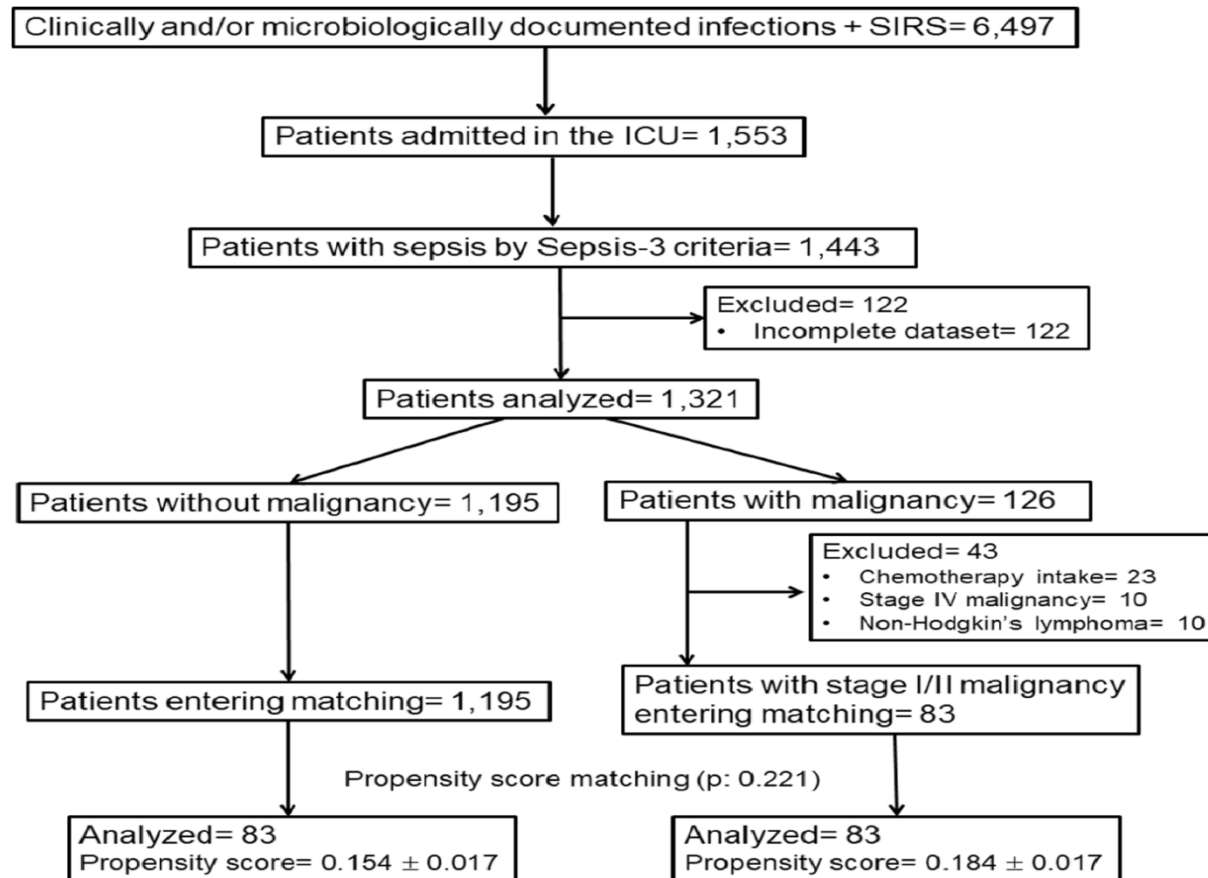 Clinically and/or microbiologically documented infections + SIRS= 6,497
Patients admitted in the ICU= 1,553
Patients with sepsis by Sepsis-3 criteria= 1,443
Excluded= 122
• Incomplete dataset= 122
Patients analyzed= 1,321
Patients without malignancy= 1,195
Patients with malignancy= 126
Excluded= 43
• Chemotherapy intake= 23
• Stage IV malignancy= 10
• Non-Hodgkin's lymphoma= 10
Patients entering matching= 1,195
Patients with stage I/II malignancy
entering matching= 83
Propensity score matching (p: 0.221)
Analyzed= 83
Propensity score= 0.154 ± 0.017
Analyzed= 83
Propensity score= 0.184 ± 0.017